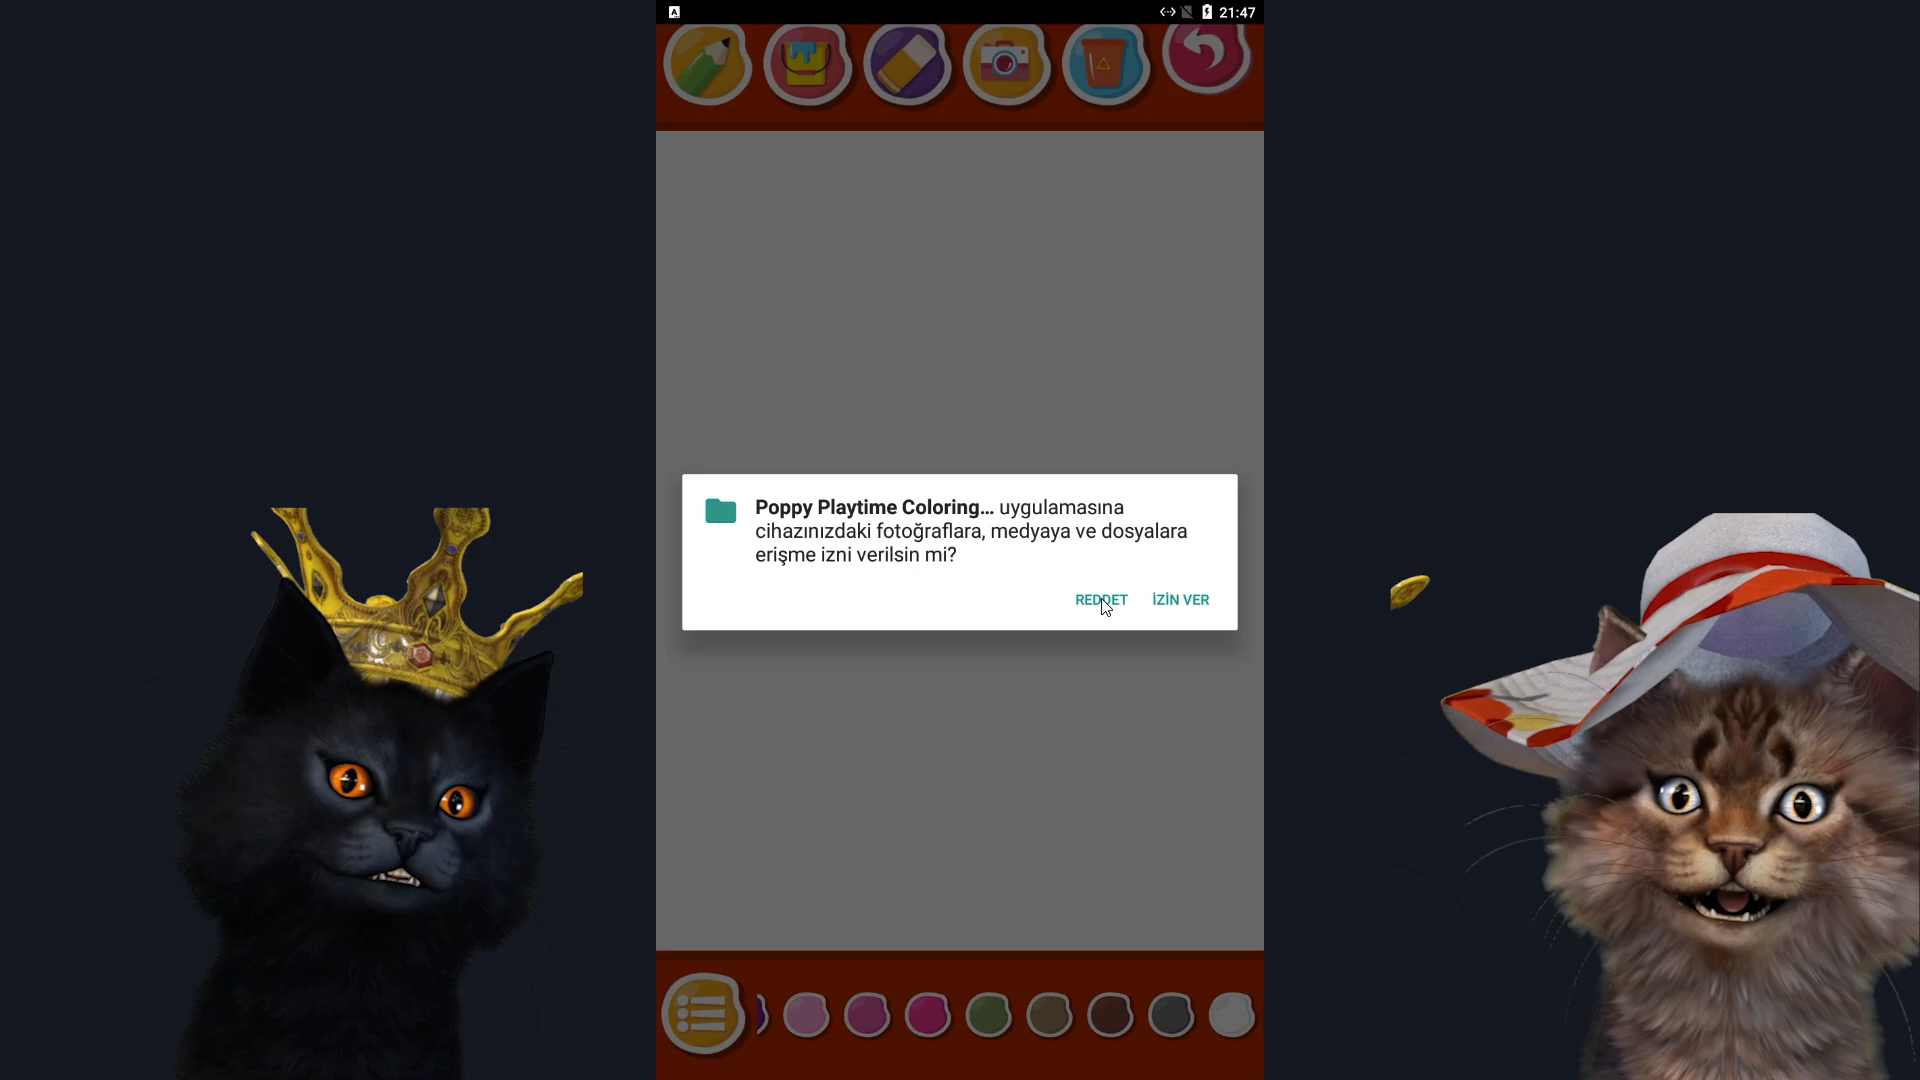 A
21:47
Poppy Playtime Coloring... uygulamasına
cihazınızdaki fotoğraflara, medyaya ve dosyalara
erişme izni verilsin mi?
REDDET İZİN VER